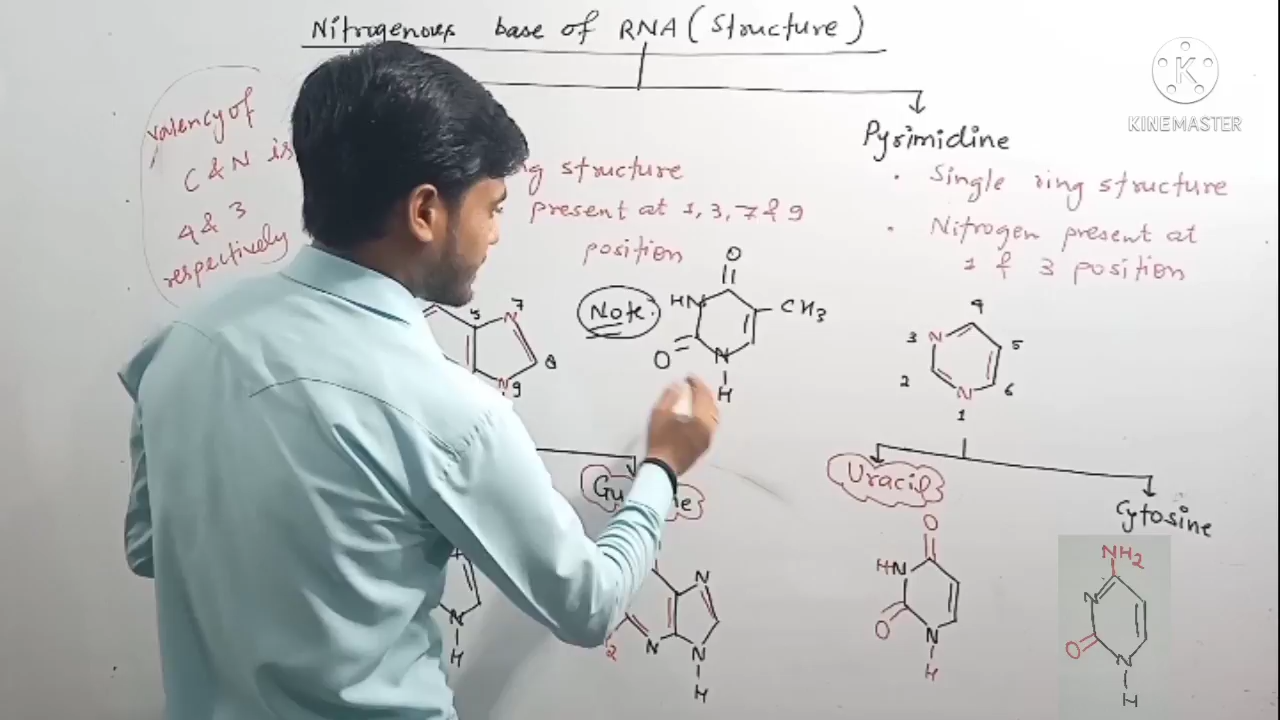 Nitrogenous base of RNA (Structure)
KINEMASTER
valency of
C & N is
4 & 3
respectively
structure
present at 1, 3, 7 & 9
position
Pyrimidine
• Single ring structure
• Nitrogen present at
1 & 3 position
5
N
7
8
N
9
Note:
O
HN
CH3
O
N
H
4
3 N
5
2
6
N
1
Uracil
Cytosine
O
HN
O
N
H
NH2
N
O
N
H
N
H
N
2
N
N
H